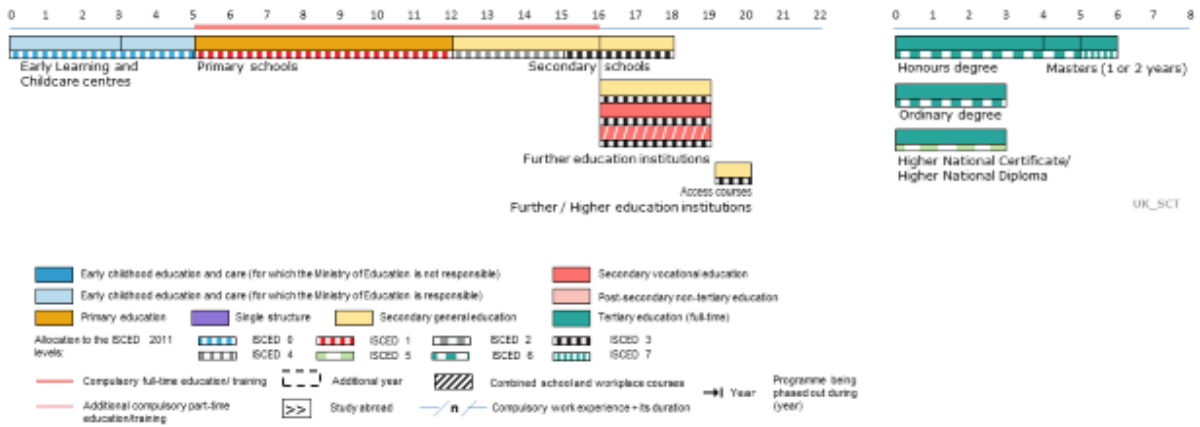 0 1 2 3 4 5 6 7 8 9 10 11 12 13 14 15 16 17 18 19 20 21 22
0 1 2 3 4 5 6 7 8
Early Learning and
Childcare centres
Primary schools
Secondary schools
Honours degree
Masters (1 or 2 years)
Ordinary degree
Further education institutions
Higher National Certificate/
Higher National Diploma
Access courses
Further / Higher education institutions
UK_SCT
Early childhood education and care (for which the Ministry of Education is not responsible)
Secondary vocational education
Early childhood education and care (for which the Ministry of Education is responsible)
Post-secondary non-tertiary education
Primary education
Single structure
Secondary general education
Tertiary education (full-time)
Allocation to the ISCED 2011
levels:
ISCED 0
ISCED 1
ISCED 2
ISCED 3
ISCED 4
ISCED 5
ISCED 6
ISCED 7
Compulsory full-time education/ training
Additional year
Combined school and workplace courses
Year
Programme being
phased out during
(year)
Additional compulsory part-time
education/training
>> Study abroad
n Compulsory work experience + its duration